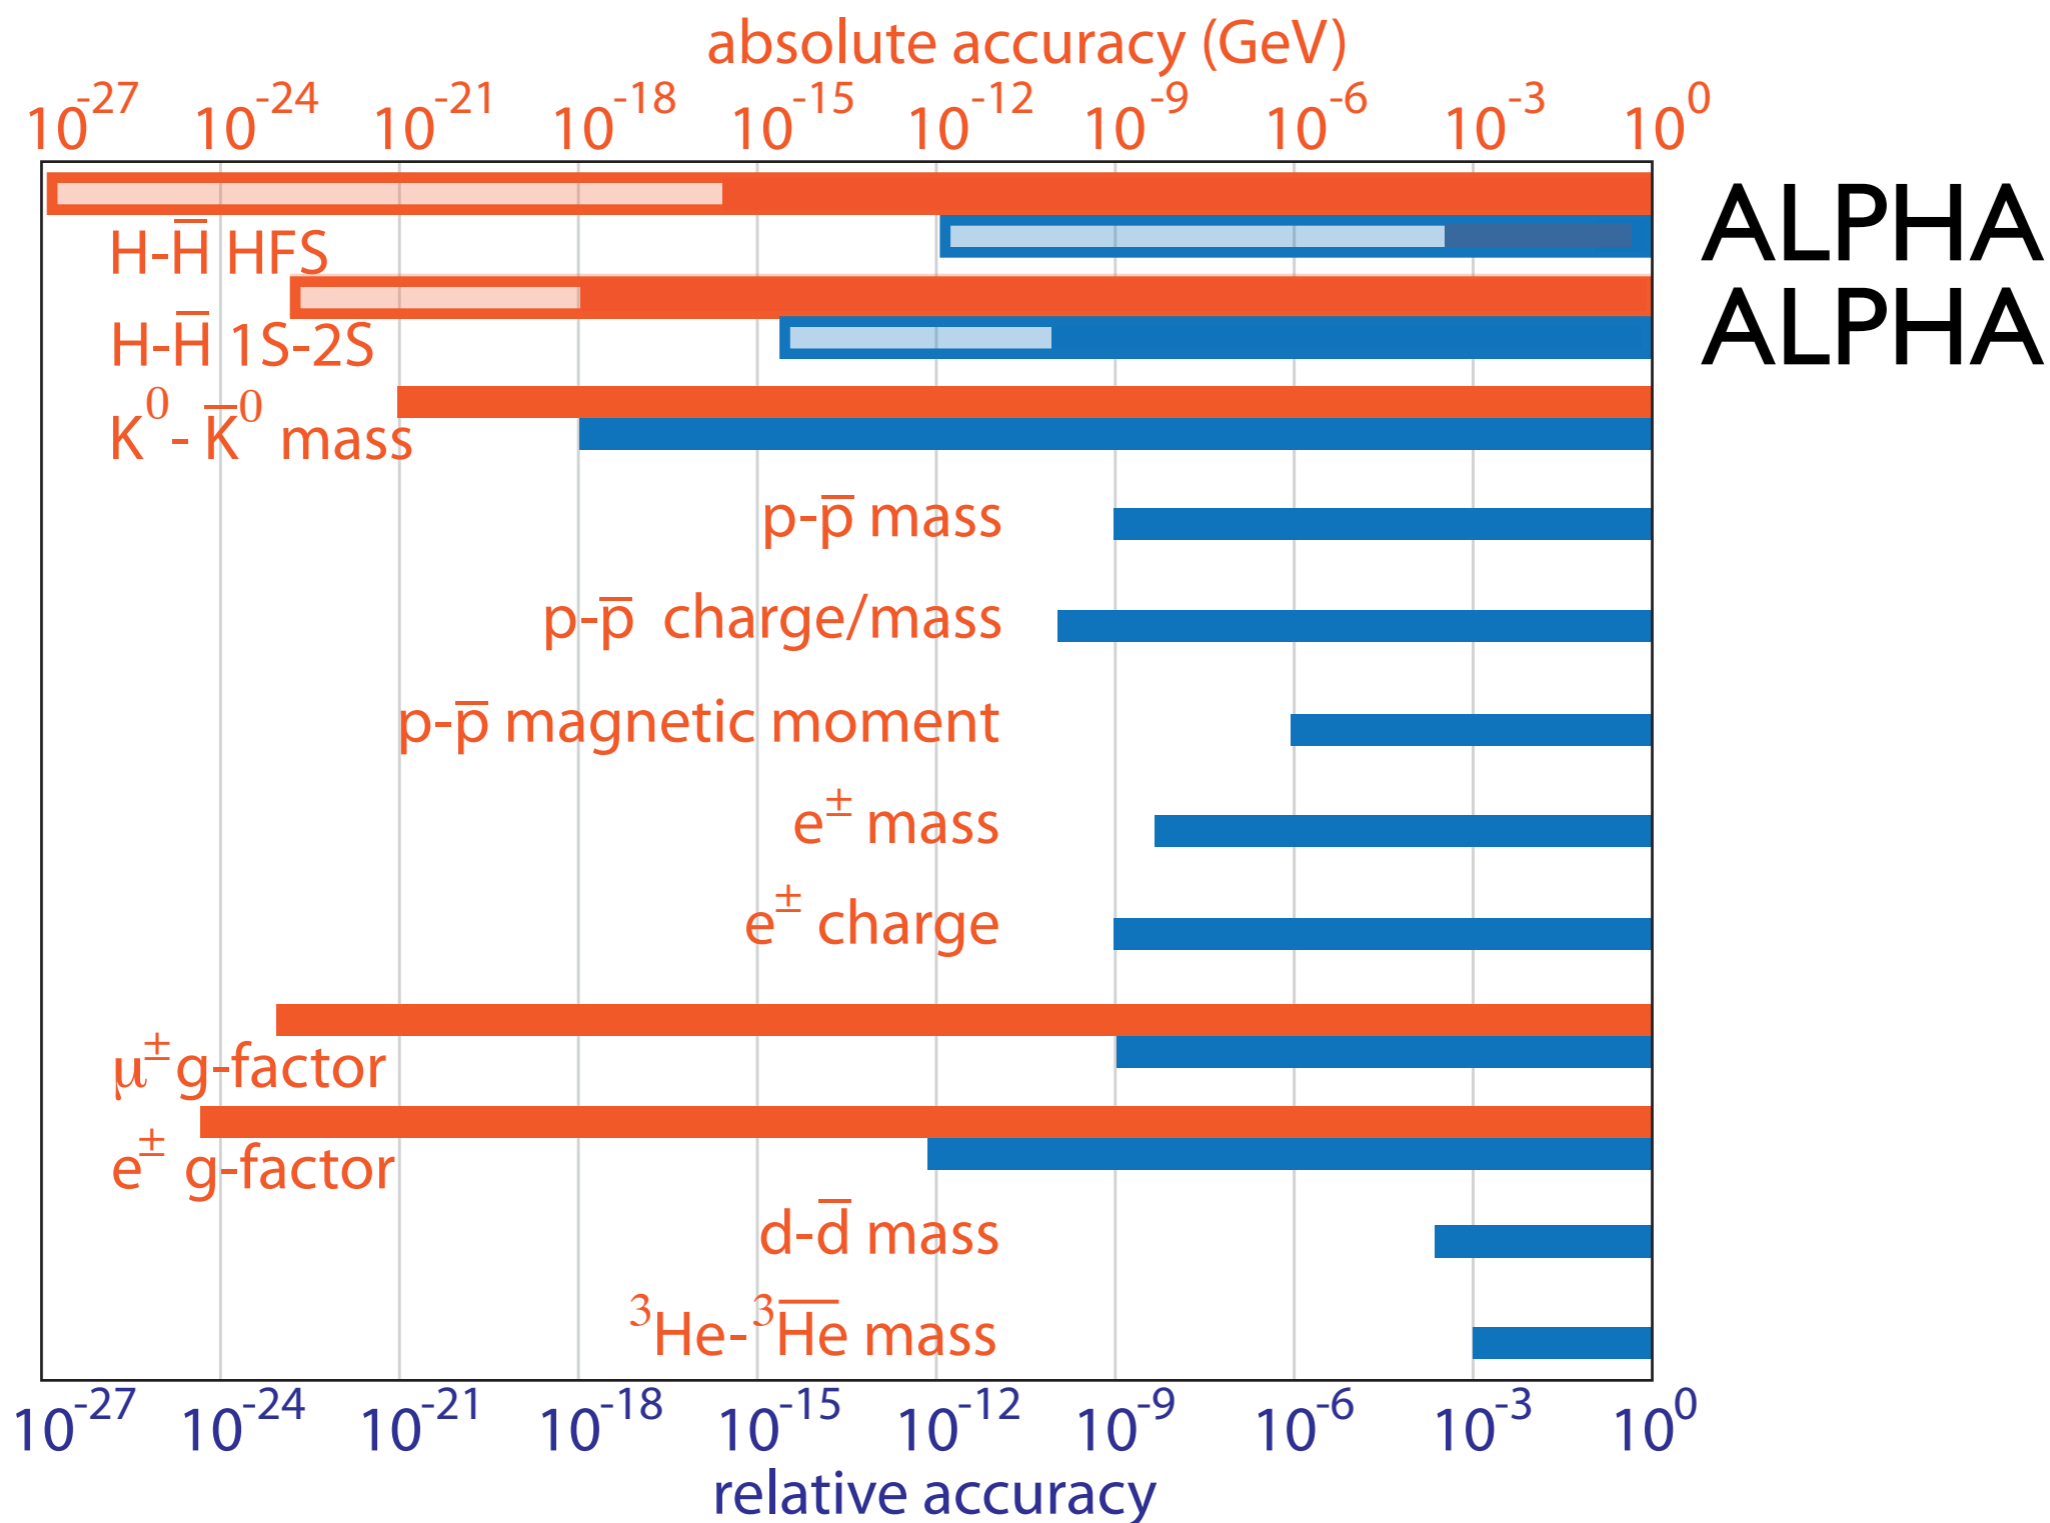 absolute accuracy (GeV)
10⁻²⁷ 10⁻²⁴ 10⁻²¹ 10⁻¹⁸ 10⁻¹⁵ 10⁻¹² 10⁻⁹ 10⁻⁶ 10⁻³ 10⁰
ALPHA
H-H̅ HFS
ALPHA
H-H̅ 1S-2S
K⁰- K̅⁰ mass
p-p̅ mass
p-p̅ charge/mass
p-p̅ magnetic moment
e± mass
e± charge
μ± g-factor
e± g-factor
d-d̅ mass
³He-³H̅e̅ mass
10⁻²⁷ 10⁻²⁴ 10⁻²¹ 10⁻¹⁸ 10⁻¹⁵ 10⁻¹² 10⁻⁹ 10⁻⁶ 10⁻³ 10⁰
relative accuracy